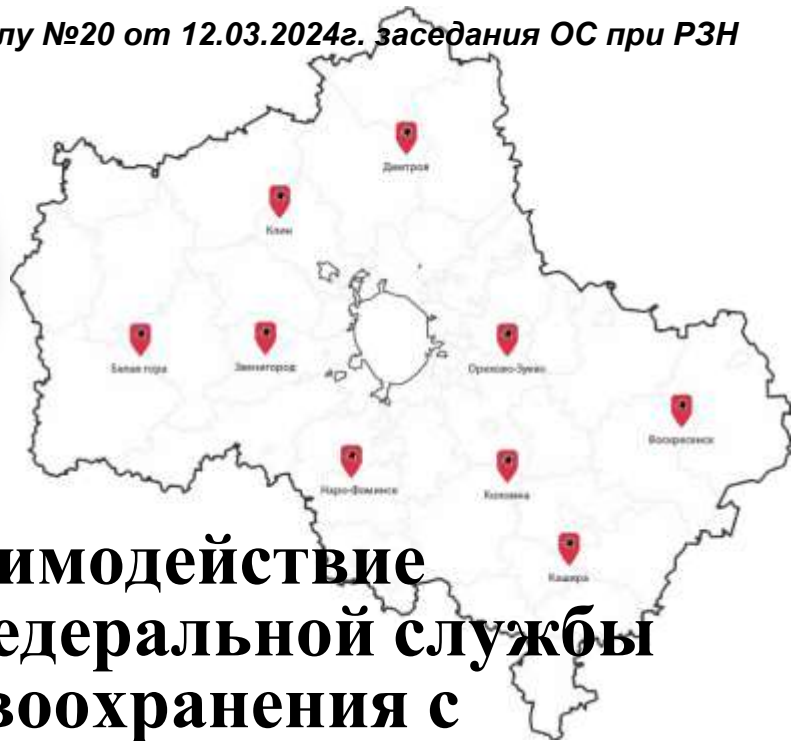 лу №20 от 12.03.2024г. заседания ОС при РЗН
Дмитров
Клин
Белая гора
Звенигород
Орехово-Зуево
Воскресенск
Наро-Фоминск
Коломна
Кашира
имодействие
едеральной службы
воохранения с